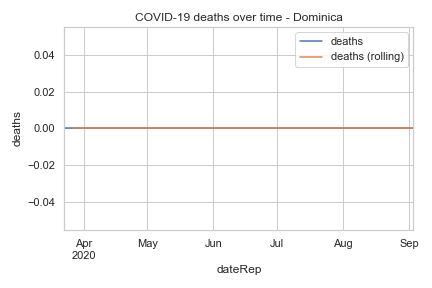 COVID-19 deaths over time - Dominica
deaths
deaths (rolling)
0.04
0.02
0.00
−0.02
−0.04
deaths
Apr
2020
May
Jun
Jul
Aug
Sep
dateRep